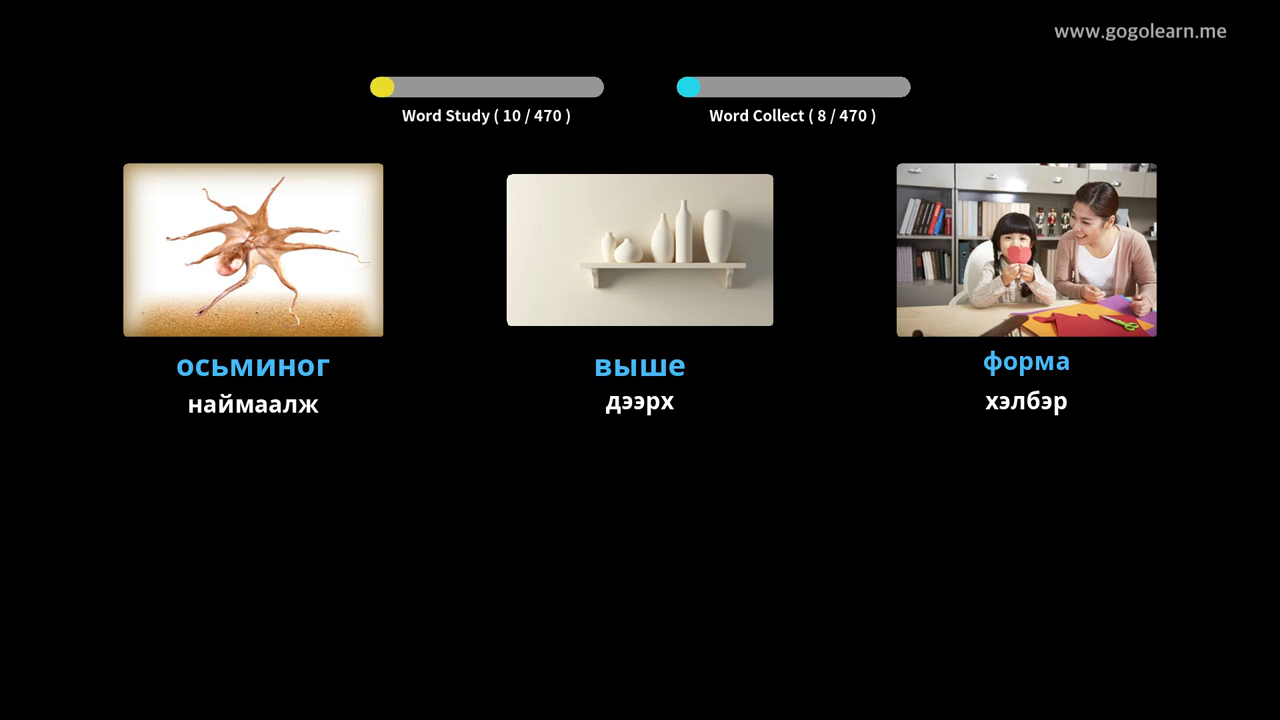 www.gogolearn.me
Word Study ( 10 / 470 )
Word Collect ( 8 / 470 )
осьминог
наймаалж
выше
дээрх
форма
хэлбэр